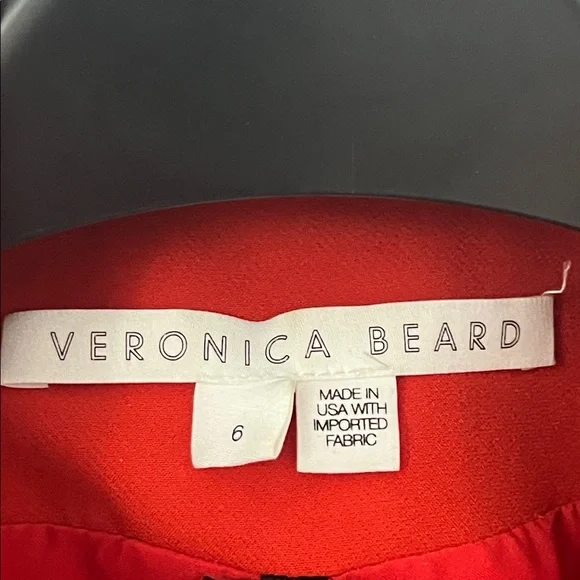 VERONICA BEARD
6
MADE IN
USA WITH
IMPORTED
FABRIC